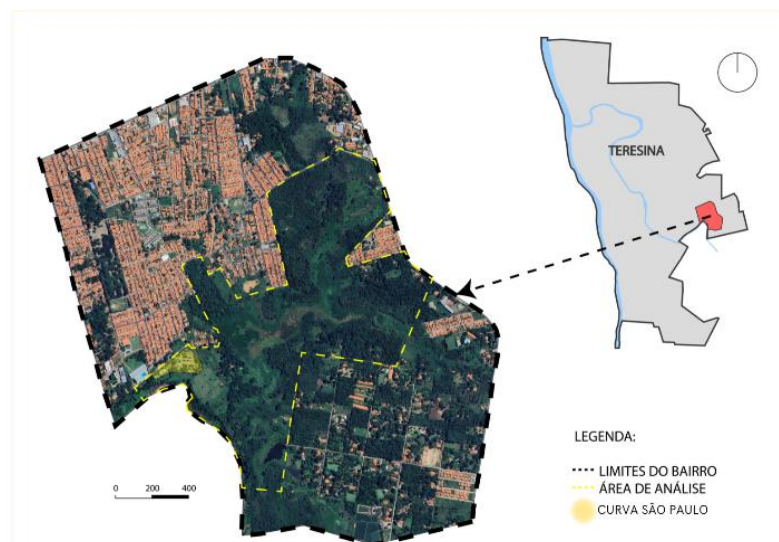 TERESINA
LEGENDA:
LIMITES DO BAIRRO
ÁREA DE ANÁLISE
CURVA SÃO PAULO
0 200 400